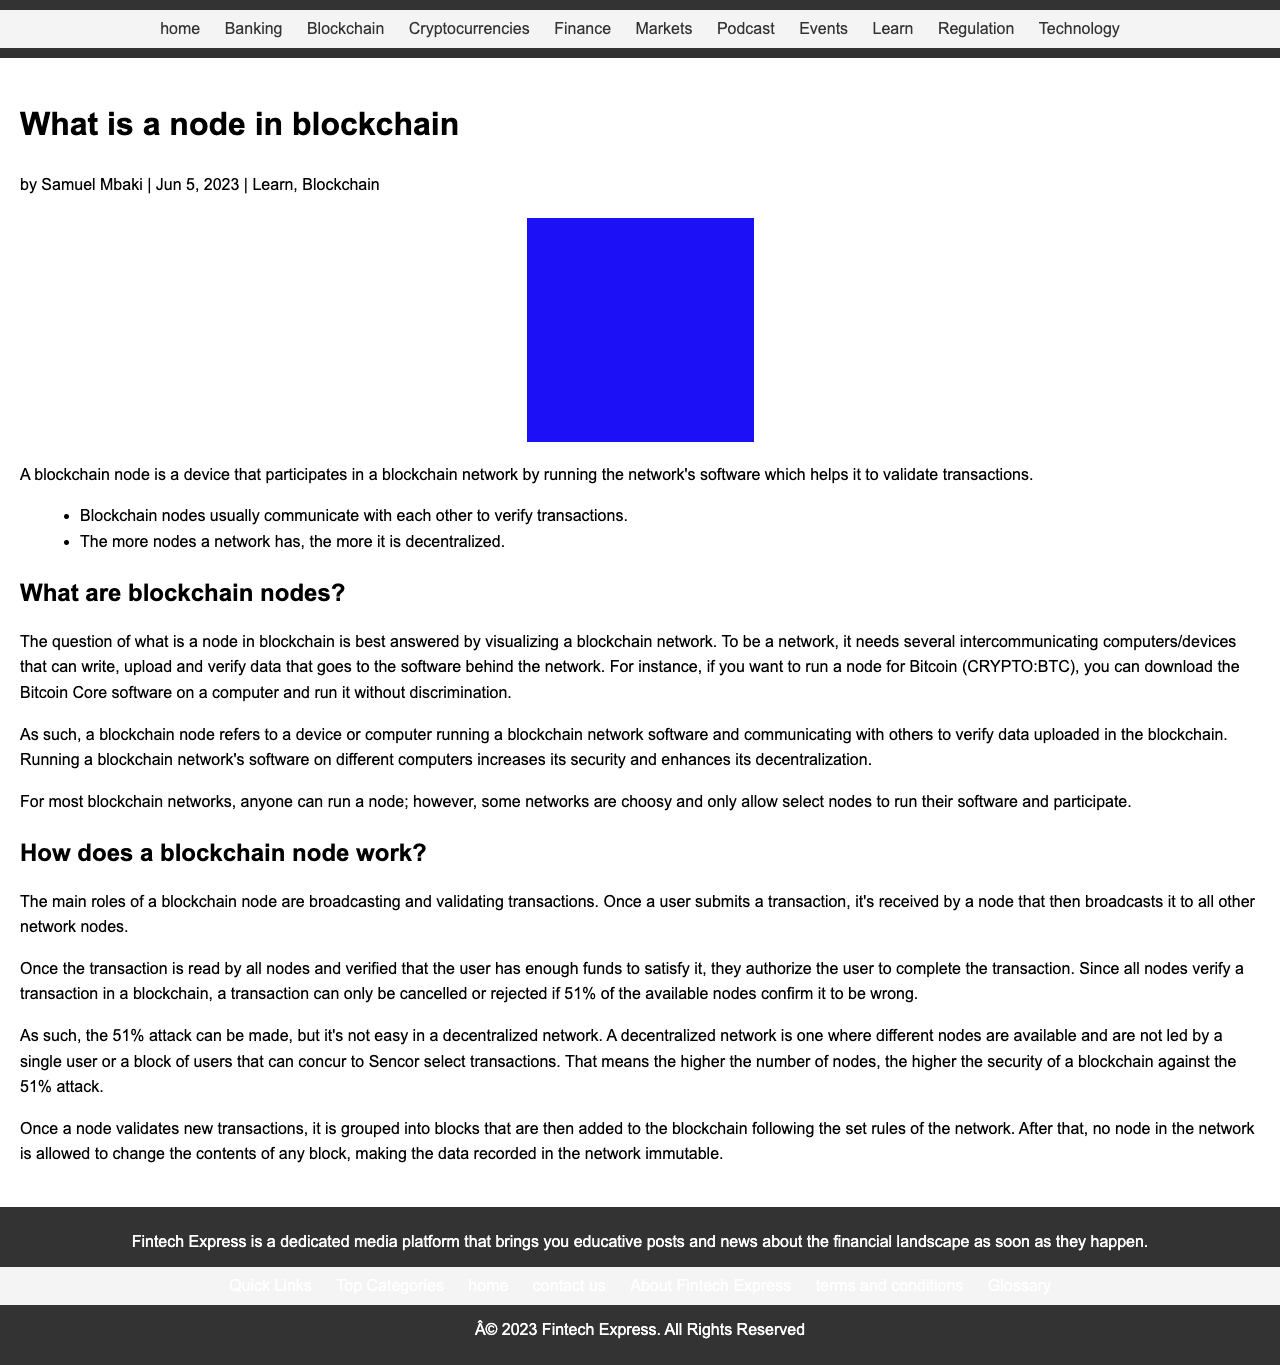 home Banking Blockchain Cryptocurrencies Finance Markets Podcast Events Learn Regulation Technology
What is a node in blockchain
by Samuel Mbaki | Jun 5, 2023 | Learn, Blockchain
A blockchain node is a device that participates in a blockchain network by running the network's software which helps it to validate transactions.
• Blockchain nodes usually communicate with each other to verify transactions.
• The more nodes a network has, the more it is decentralized.
What are blockchain nodes?
The question of what is a node in blockchain is best answered by visualizing a blockchain network. To be a network, it needs several intercommunicating computers/devices
that can write, upload and verify data that goes to the software behind the network. For instance, if you want to run a node for Bitcoin (CRYPTO:BTC), you can download the
Bitcoin Core software on a computer and run it without discrimination.
As such, a blockchain node refers to a device or computer running a blockchain network software and communicating with others to verify data uploaded in the blockchain.
Running a blockchain network's software on different computers increases its security and enhances its decentralization.
For most blockchain networks, anyone can run a node; however, some networks are choosy and only allow select nodes to run their software and participate.
How does a blockchain node work?
The main roles of a blockchain node are broadcasting and validating transactions. Once a user submits a transaction, it's received by a node that then broadcasts it to all other
network nodes.
Once the transaction is read by all nodes and verified that the user has enough funds to satisfy it, they authorize the user to complete the transaction. Since all nodes verify a
transaction in a blockchain, a transaction can only be cancelled or rejected if 51% of the available nodes confirm it to be wrong.
As such, the 51% attack can be made, but it's not easy in a decentralized network. A decentralized network is one where different nodes are available and are not led by a
single user or a block of users that can concur to Sencor select transactions. That means the higher the number of nodes, the higher the security of a blockchain against the
51% attack.
Once a node validates new transactions, it is grouped into blocks that are then added to the blockchain following the set rules of the network. After that, no node in the network
is allowed to change the contents of any block, making the data recorded in the network immutable.
Fintech Express is a dedicated media platform that brings you educative posts and news about the financial landscape as soon as they happen.
Quick Links Top Categories home contact us About Fintech Express terms and conditions Glossary
Â© 2023 Fintech Express. All Rights Reserved